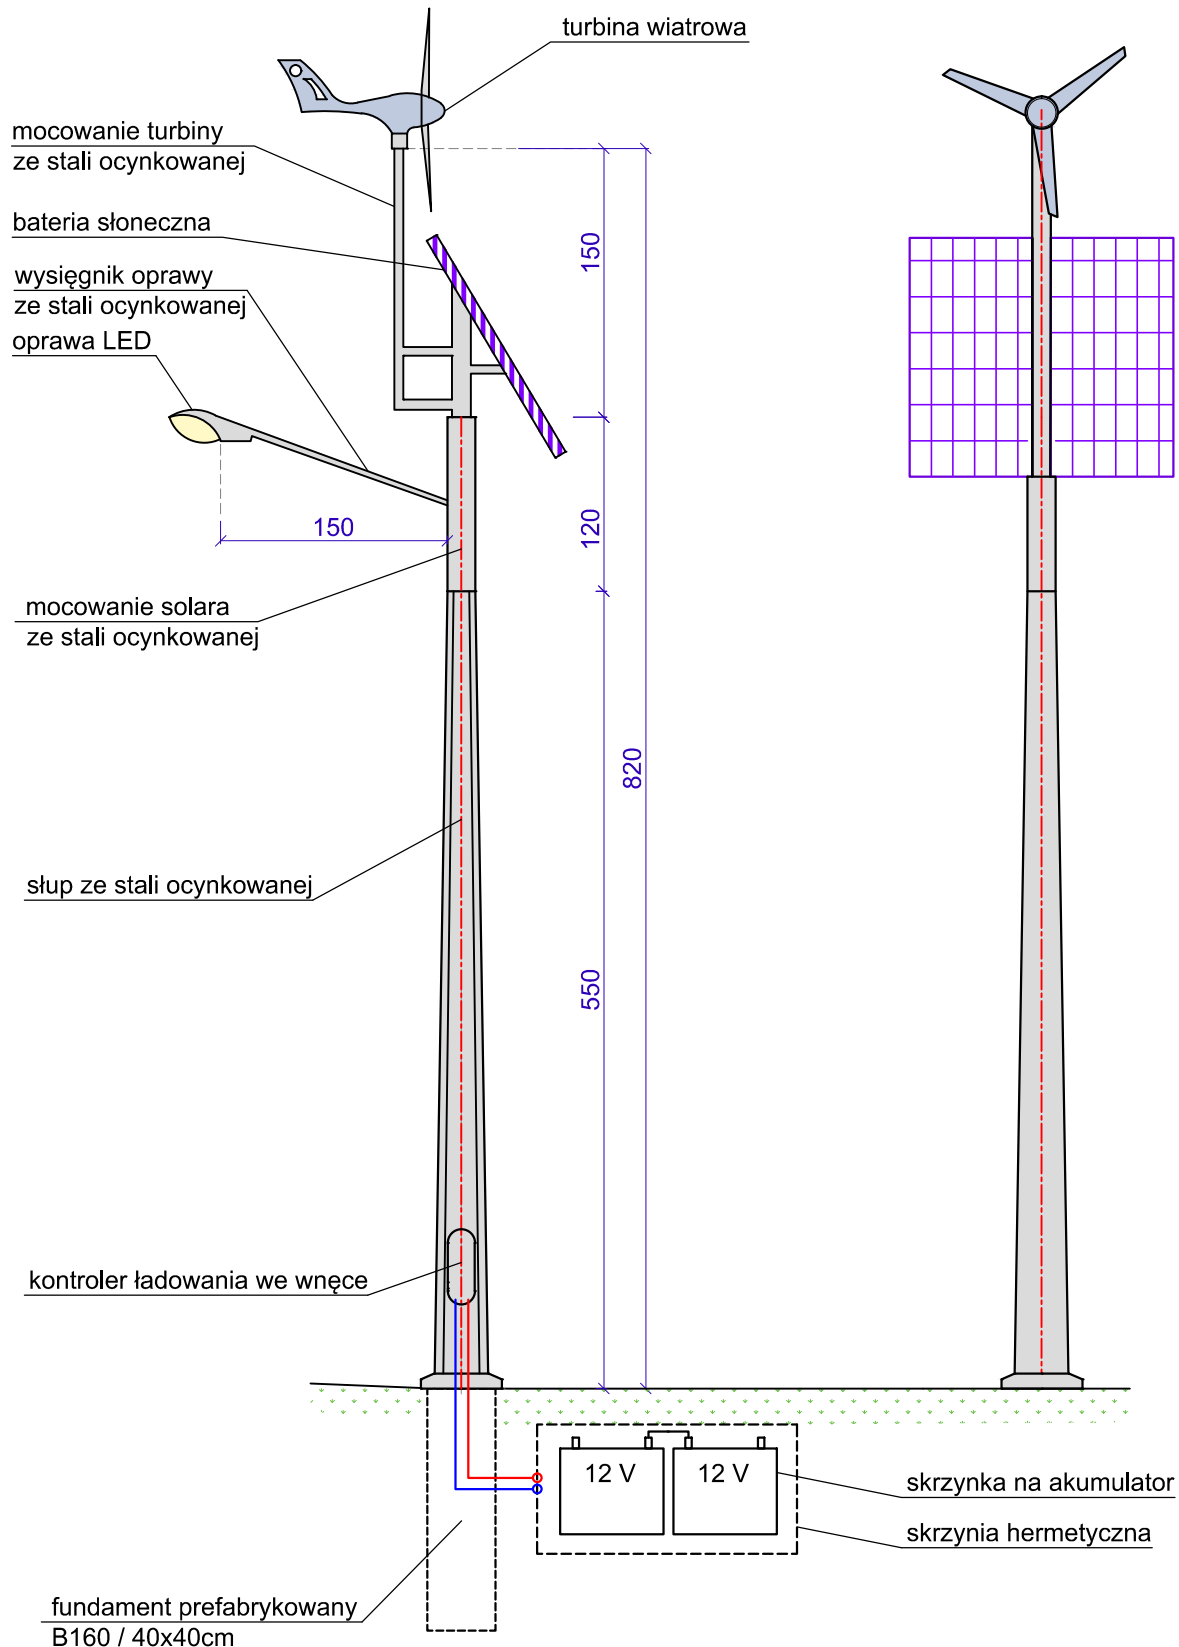 turbina wiatrowa
mocowanie turbiny
ze stali ocynkowanej
bateria słoneczna
wysięgnik oprawy
ze stali ocynkowanej
oprawa LED
150
120
150
mocowanie solara
ze stali ocynkowanej
820
słup ze stali ocynkowanej
550
kontroler ładowania we wnęce
12 V
12 V
skrzynka na akumulator
skrzynia hermetyczna
fundament prefabrykowany
B160 / 40x40cm